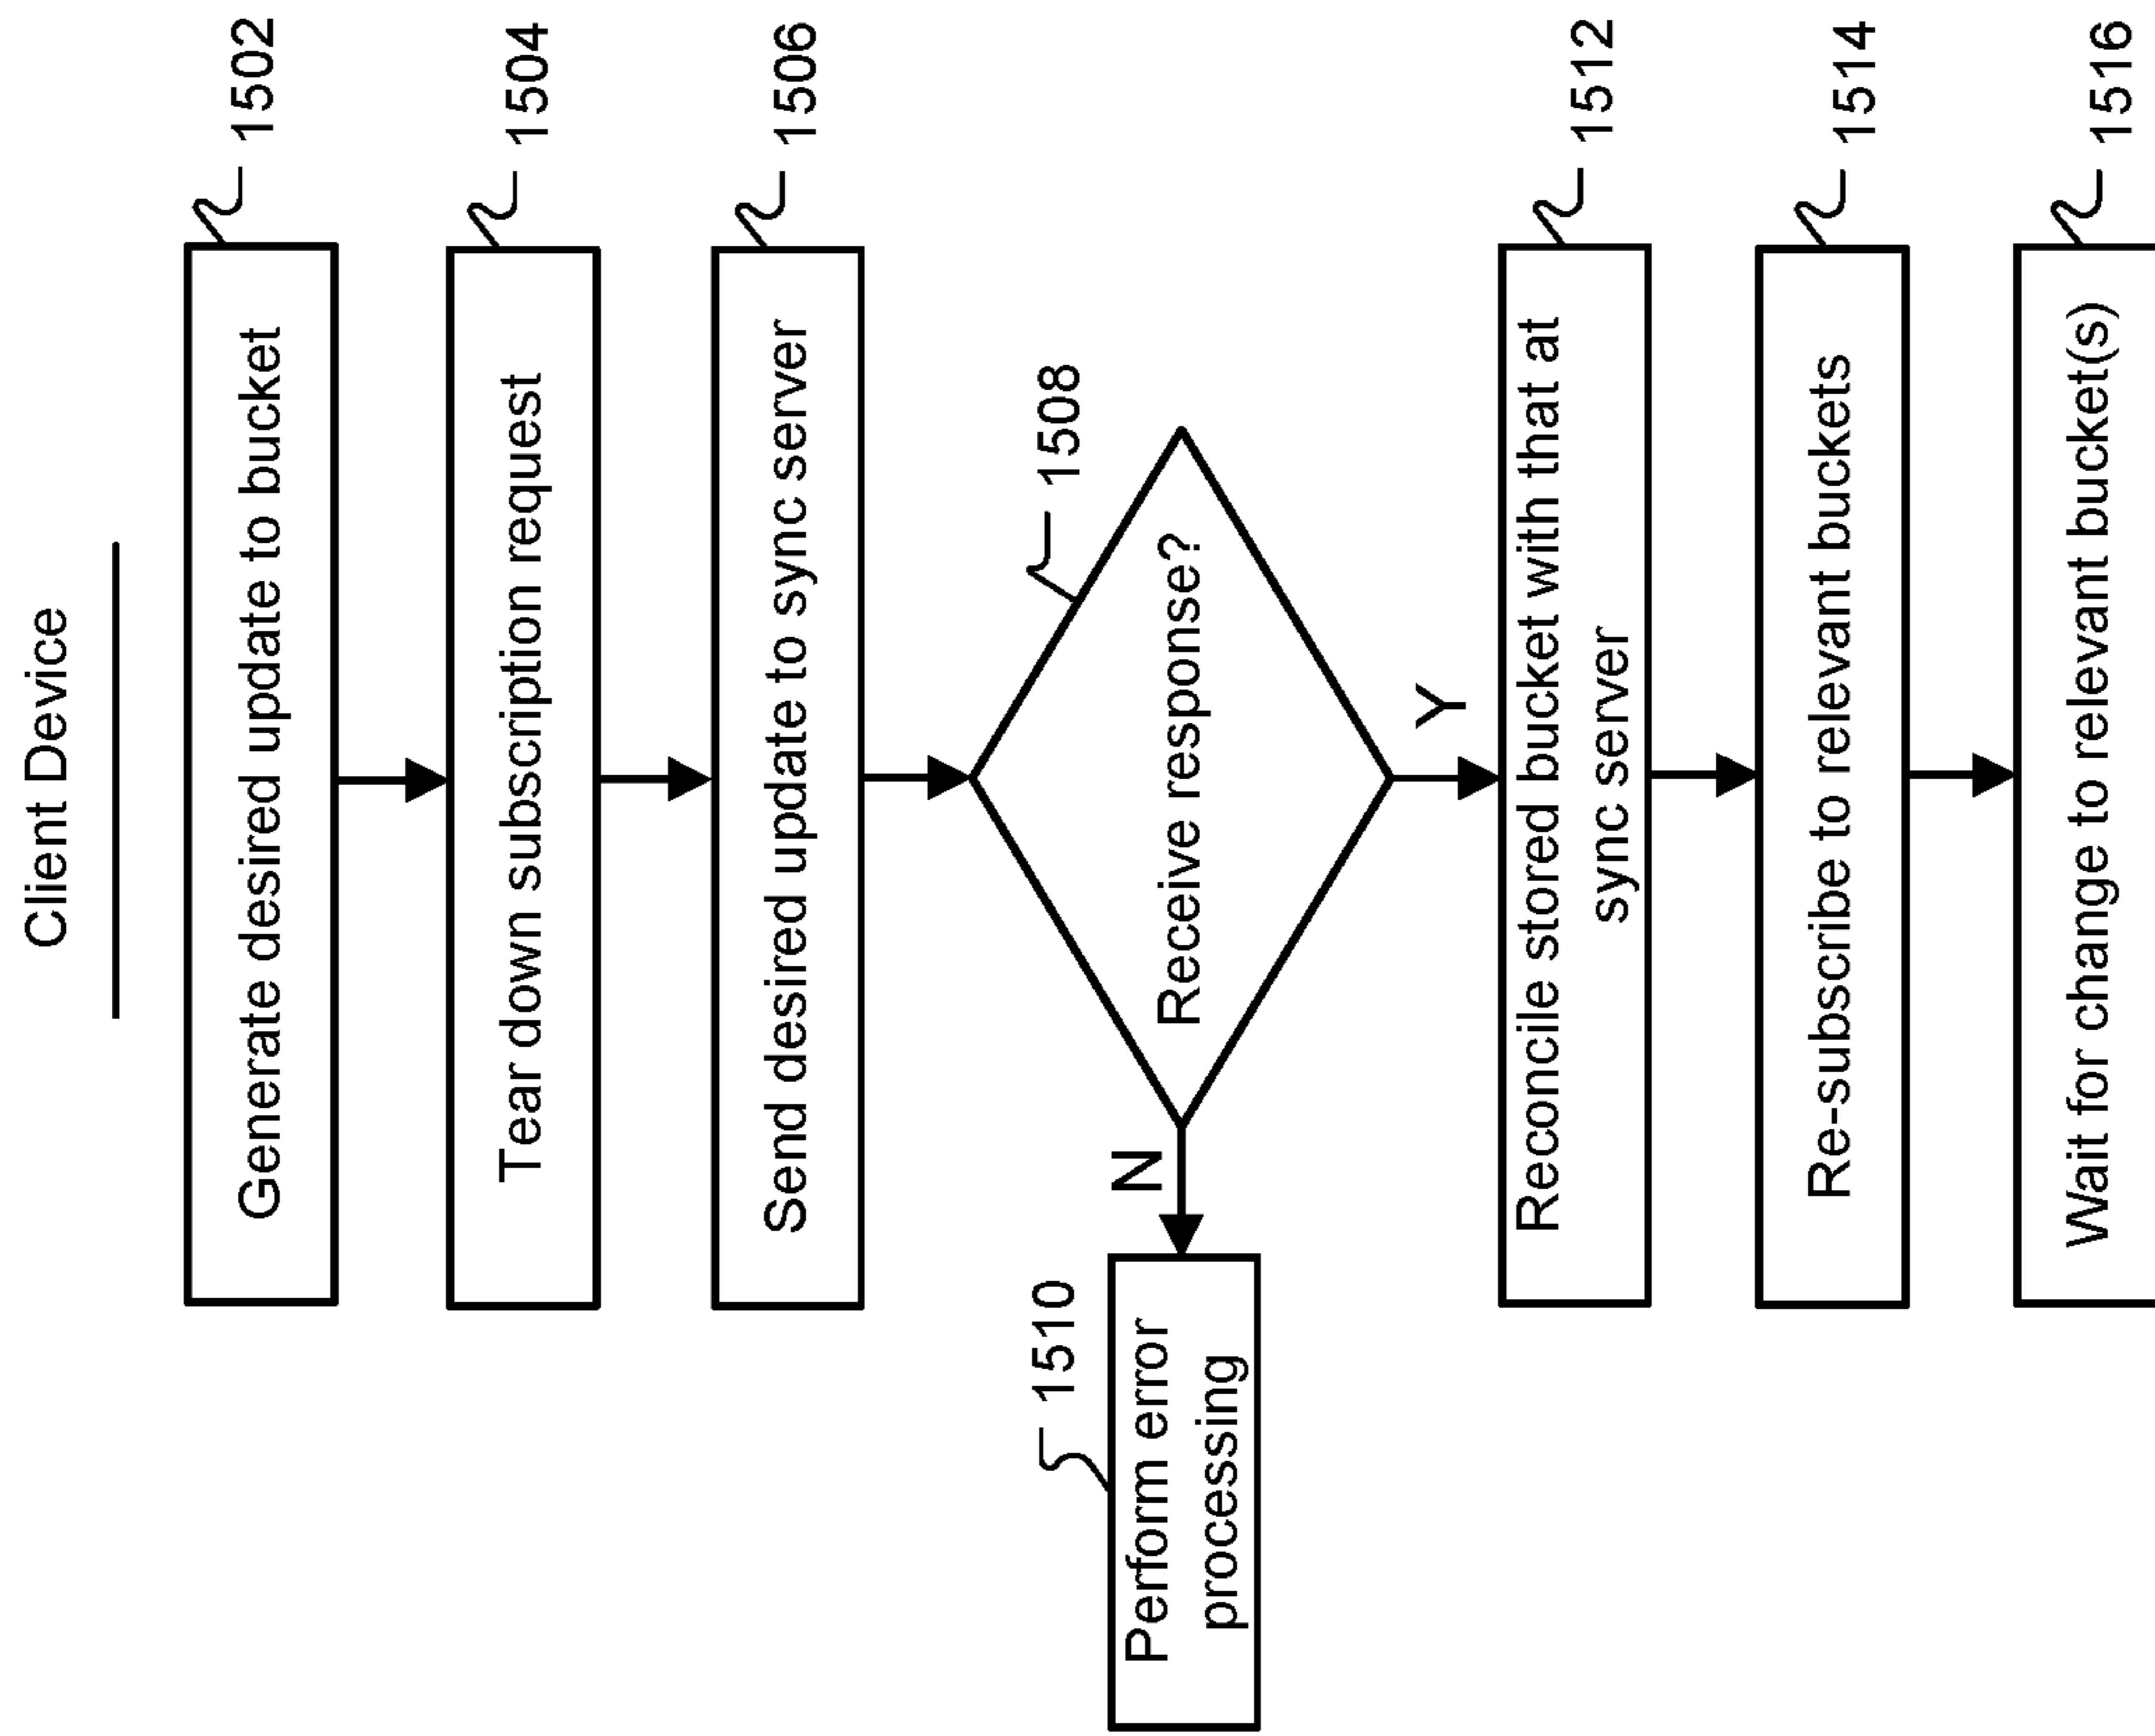 Client Device
Generate desired update to bucket
1502
Tear down subscription request
1504
Send desired update to sync server
1506
Receive response?
1508
N
Perform error
processing
1510
Y
Reconcile stored bucket with that at
sync server
1512
Re-subscribe to relevant buckets
1514
Wait for change to relevant bucket(s)
1516